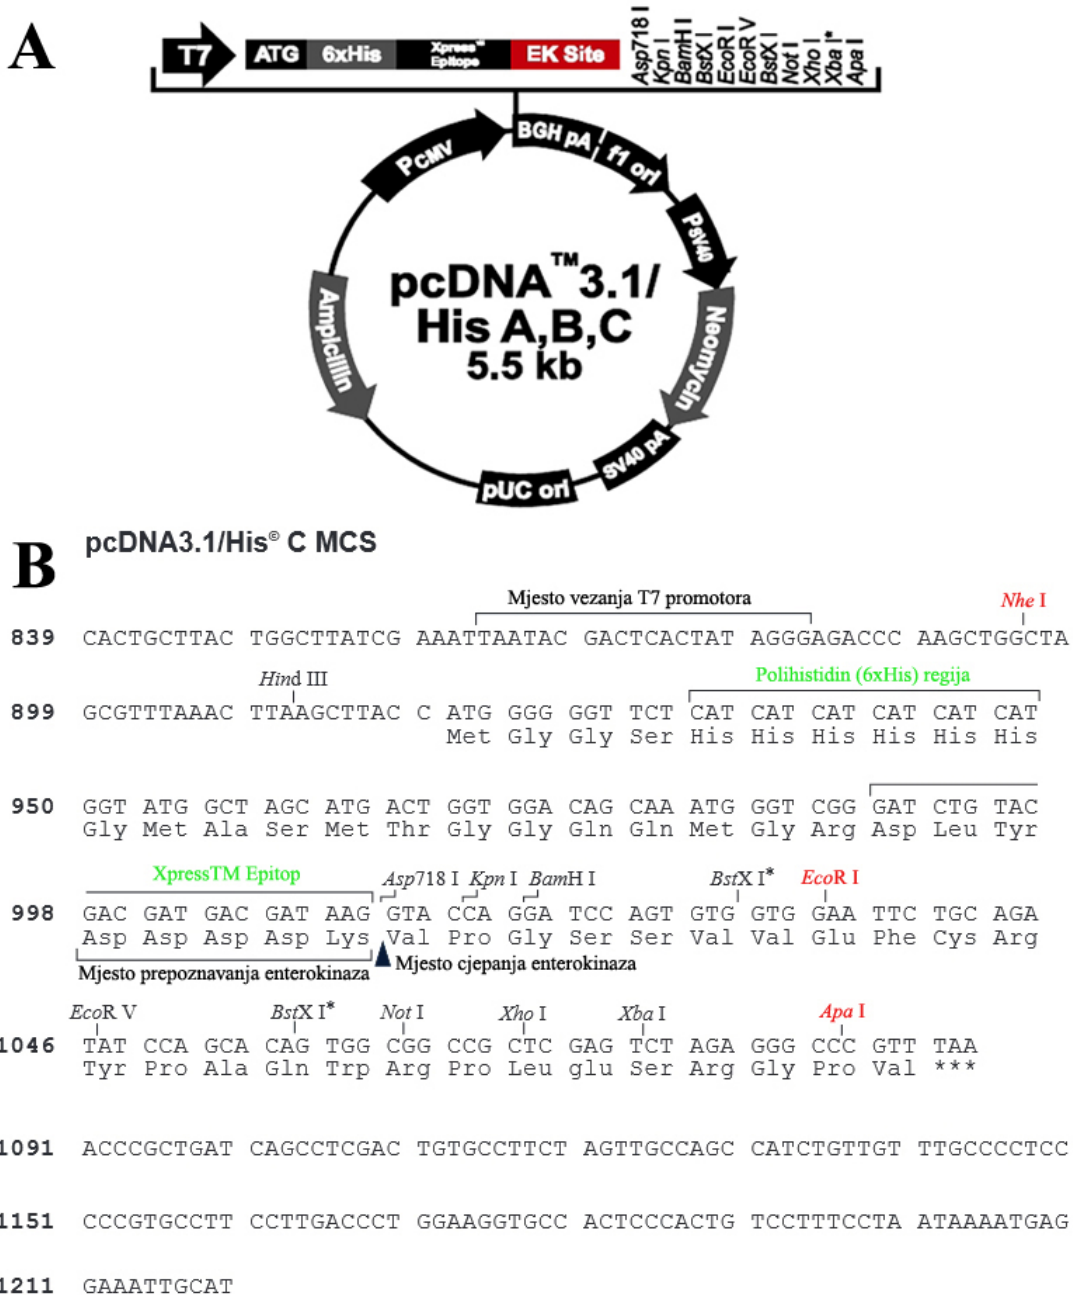 A
T7 ATG 6xHis Xpress™ Epitope EK Site Asp718 I Kpn I BamH I BstX I EcoR I EcoR V BstX I Not I Xho I Xba I* Apa I
PCMV BGH pA f1 ori
PSV40
Ampicillin Neomycin
pcDNA™3.1/
His A,B,C
5.5 kb
pUC ori SV40 pA
B pcDNA3.1/His© C MCS
Mjesto vezanja T7 promotora Nhe I
839 CACTGCTTAC TGGCTTATCG AAATTAATAC GACTCACTAT AGGGAGACCC AAGCTGGCTA
Hind III Polihistidin (6xHis) regija
899 GCGTTTAAAC TTAAGCTTAC C ATG GGG GGT TCT CAT CAT CAT CAT CAT CAT
Met Gly Gly Ser His His His His His His
950 GGT ATG GCT AGC ATG ACT GGT GGA CAG CAA ATG GGT CGG GAT CTG TAC
Gly Met Ala Ser Met Thr Gly Gly Gln Gln Met Gly Arg Asp Leu Tyr
XpressTM Epitop Asp718 I Kpn I BamH I BstX I* EcoR I
998 GAC GAT GAC GAT AAG GTA CCA GGA TCC AGT GTG GTG GAA TTC TGC AGA
Asp Asp Asp Asp Lys Val Pro Gly Ser Ser Val Val Glu Phe Cys Arg
Mjesto prepoznavanja enterokinaza Mjesto cjepanja enterokinaza
EcoR V BstX I* Not I Xho I Xba I Apa I
1046 TAT CCA GCA CAG TGG CGG CCG CTC GAG TCT AGA GGG CCC GTT TAA
Tyr Pro Ala Gln Trp Arg Pro Leu glu Ser Arg Gly Pro Val ***
1091 ACCCGCTGAT CAGCCTCGAC TGTGCCTTCT AGTTGCCAGC CATCTGTTGT TTGCCCCTCC
1151 CCCGTGCCTT CCTTGACCCT GGAAGGTGCC ACTCCCACTG TCCTTTCCTA ATAAAATGAG
1211 GAAATTGCAT